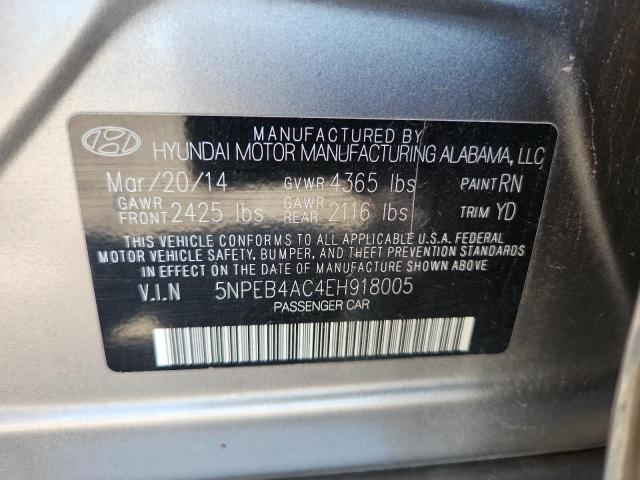 MANUFACTURED BY
HYUNDAI MOTOR MANUFACTURING ALABAMA, LLC
Mar/20/14 GVWR 4365 lbs PAINT RN
GAWR FRONT 2425 lbs GAWR REAR 2116 lbs TRIM YD
THIS VEHICLE CONFORMS TO ALL APPLICABLE U.S.A. FEDERAL
MOTOR VEHICLE SAFETY, BUMPER, AND THEFT PREVENTION STANDARDS
IN EFFECT ON THE DATE OF MANUFACTURE SHOWN ABOVE
V.I.N 5NPEB4AC4EH918005
PASSENGER CAR